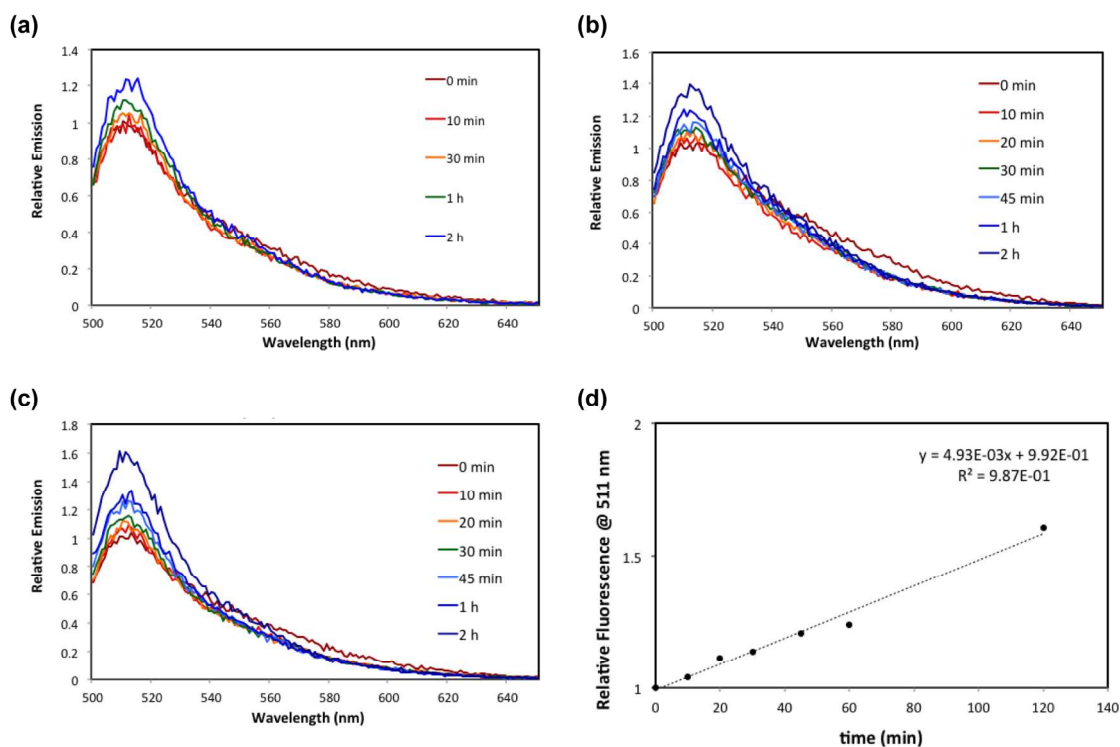 (a)
1.4
1.2
1
0.8
0.6
0.4
0.2
0
500
520
540
560
580
600
620
640
Relative Emission
Wavelength (nm)
0 min
10 min
30 min
1 h
2 h
(b)
1.6
1.4
1.2
1
0.8
0.6
0.4
0.2
0
500
520
540
560
580
600
620
640
Relative Emission
Wavelength (nm)
0 min
10 min
20 min
30 min
45 min
1 h
2 h
(c)
1.8
1.6
1.4
1.2
1
0.8
0.6
0.4
0.2
0
500
520
540
560
580
600
620
640
Relative Emission
Wavelength (nm)
0 min
10 min
20 min
30 min
45 min
1 h
2 h
(d)
2
1.5
1
0
20
40
60
80
100
120
140
Relative Fluorescence @ 511 nm
time (min)
y = 4.93E-03x + 9.92E-01
R² = 9.87E-01